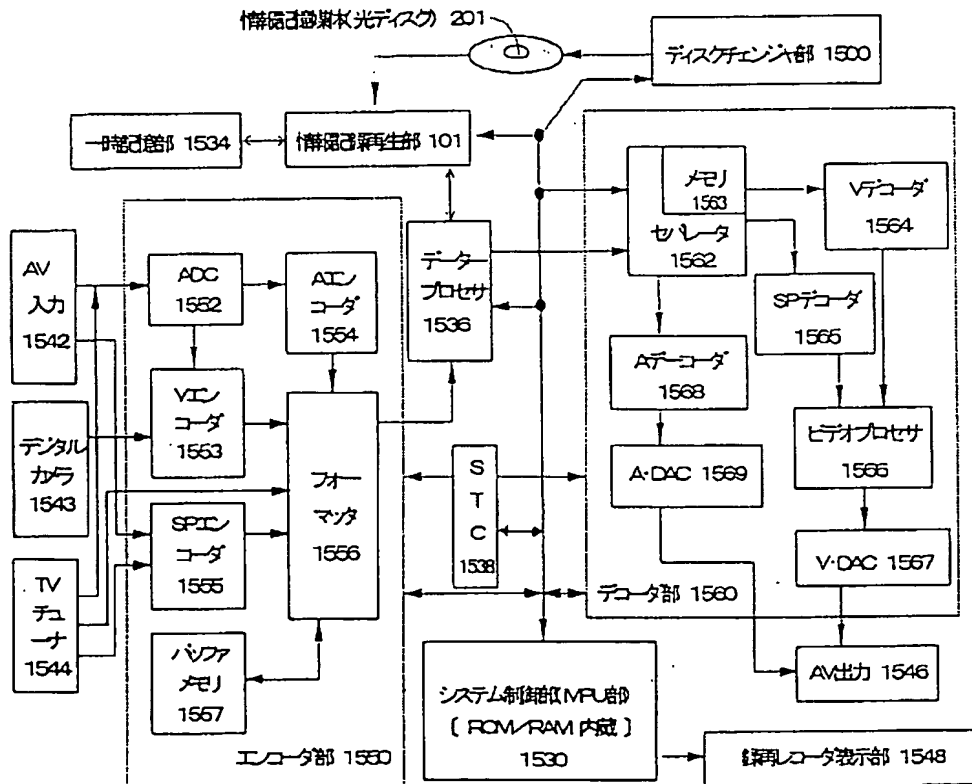 情報記録媒体(光ディスク) 201
ディスクチェンジャ部 1500
一時記憶部 1534
情報記録再生部 101
メモリ
1563
セパレータ
1562
Vデコーダ
1564
AV
入力
1542
ADC
1552
Aエン
コーダ
1554
データー
プロセサ
1536
SPデコーダ
1565
Aデーコーダ
1568
Vエン
コーダ
1553
デジタル
カメラ
1543
フォー
マッタ
1556
S
T
C
1538
A・DAC 1569
ビデオプロセサ
1566
SPエン
コーダ
1555
V・DAC 1567
デコーダ部 1560
TV
チュ
ーナ
1544
バッファ
メモリ
1557
システム制御部(MPU部)
〔 ROM/RAM 内蔵 〕
1530
AV出力 1546
エンコーダ部 1550
録再レコーダ表示部 1548